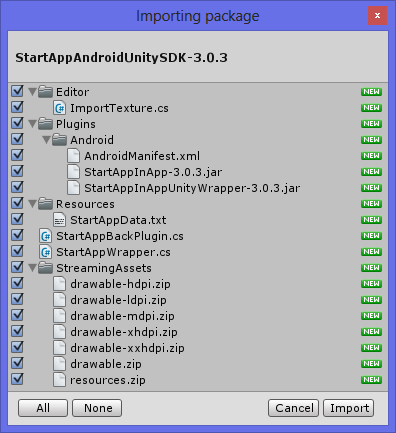 Importing package
x
StartAppAndroidUnitySDK-3.0.3
Editor NEW
ImportTexture.cs NEW
Plugins NEW
Android NEW
AndroidManifest.xml NEW
StartAppInApp-3.0.3.jar NEW
StartAppInAppUnityWrapper-3.0.3.jar NEW
Resources NEW
StartAppData.txt NEW
StartAppBackPlugin.cs NEW
StartAppWrapper.cs NEW
StreamingAssets NEW
drawable-hdpi.zip NEW
drawable-ldpi.zip NEW
drawable-mdpi.zip NEW
drawable-xhdpi.zip NEW
drawable-xxhdpi.zip NEW
drawable.zip NEW
resources.zip NEW
All None Cancel Import